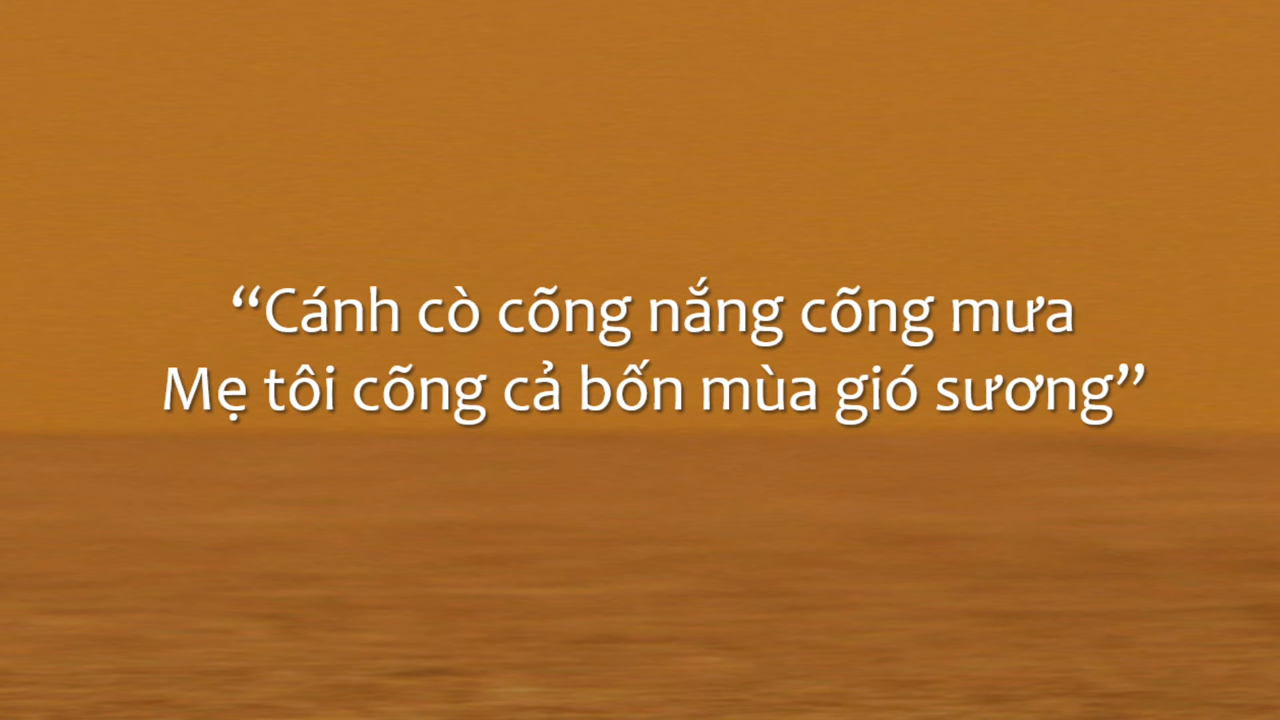 “Cánh cò cõng nắng cõng mưa
Mẹ tôi cõng cả bốn mùa gió sương”